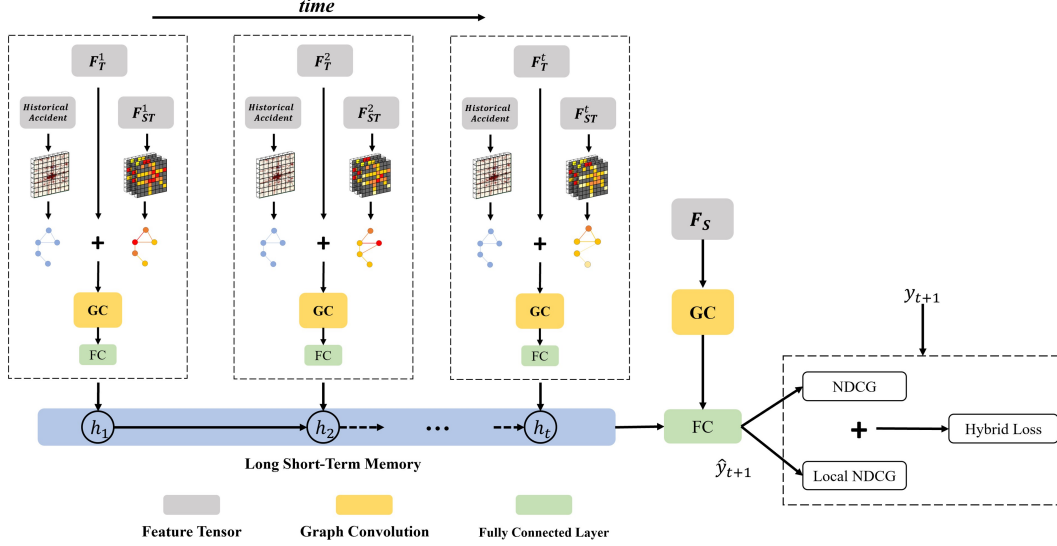 time
F_T^1
F_T^2
F_T^t
Historical
Accident
F_ST^1
Historical
Accident
F_ST^2
Historical
Accident
F_ST^t
F_S
+
+
+
GC
GC
GC
GC
y_{t+1}
FC
FC
FC
NDCG
h_1
h_2
...
h_t
FC
+
Hybrid Loss
Long Short-Term Memory
ŷ_{t+1}
Local NDCG
Feature Tensor
Graph Convolution
Fully Connected Layer